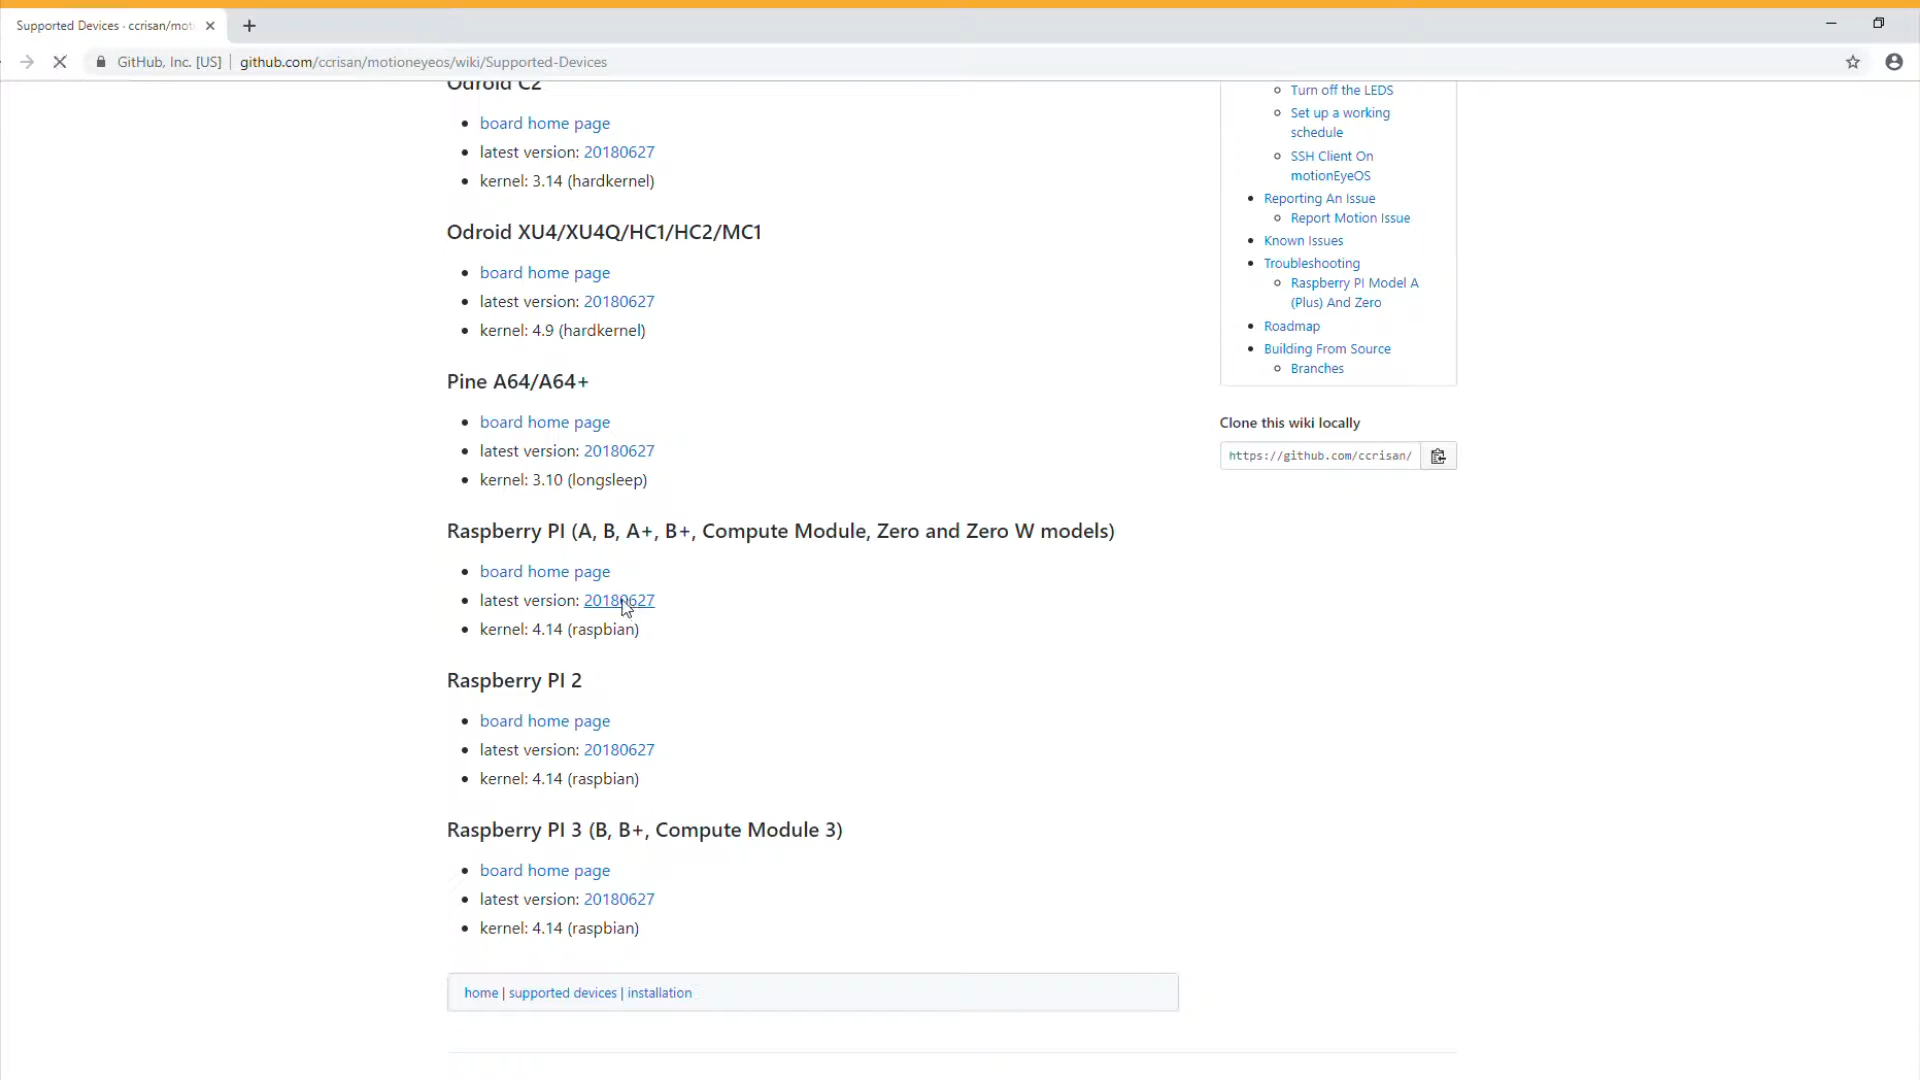 Supported Devices · ccrisan/mot
GitHub, Inc. [US] | github.com/ccrisan/motioneyeos/wiki/Supported-Devices
Odroid C2
board home page
latest version: 20180627
kernel: 3.14 (hardkernel)
Odroid XU4/XU4Q/HC1/HC2/MC1
board home page
latest version: 20180627
kernel: 4.9 (hardkernel)
Pine A64/A64+
board home page
latest version: 20180627
kernel: 3.10 (longsleep)
Raspberry PI (A, B, A+, B+, Compute Module, Zero and Zero W models)
board home page
latest version: 20180627
kernel: 4.14 (raspbian)
Raspberry PI 2
board home page
latest version: 20180627
kernel: 4.14 (raspbian)
Raspberry PI 3 (B, B+, Compute Module 3)
board home page
latest version: 20180627
kernel: 4.14 (raspbian)
home | supported devices | installation
Turn off the LEDS
Set up a working
schedule
SSH Client On
motionEyeOS
Reporting An Issue
Report Motion Issue
Known Issues
Troubleshooting
Raspberry PI Model A
(Plus) And Zero
Roadmap
Building From Source
Branches
Clone this wiki locally
https://github.com/ccrisan/